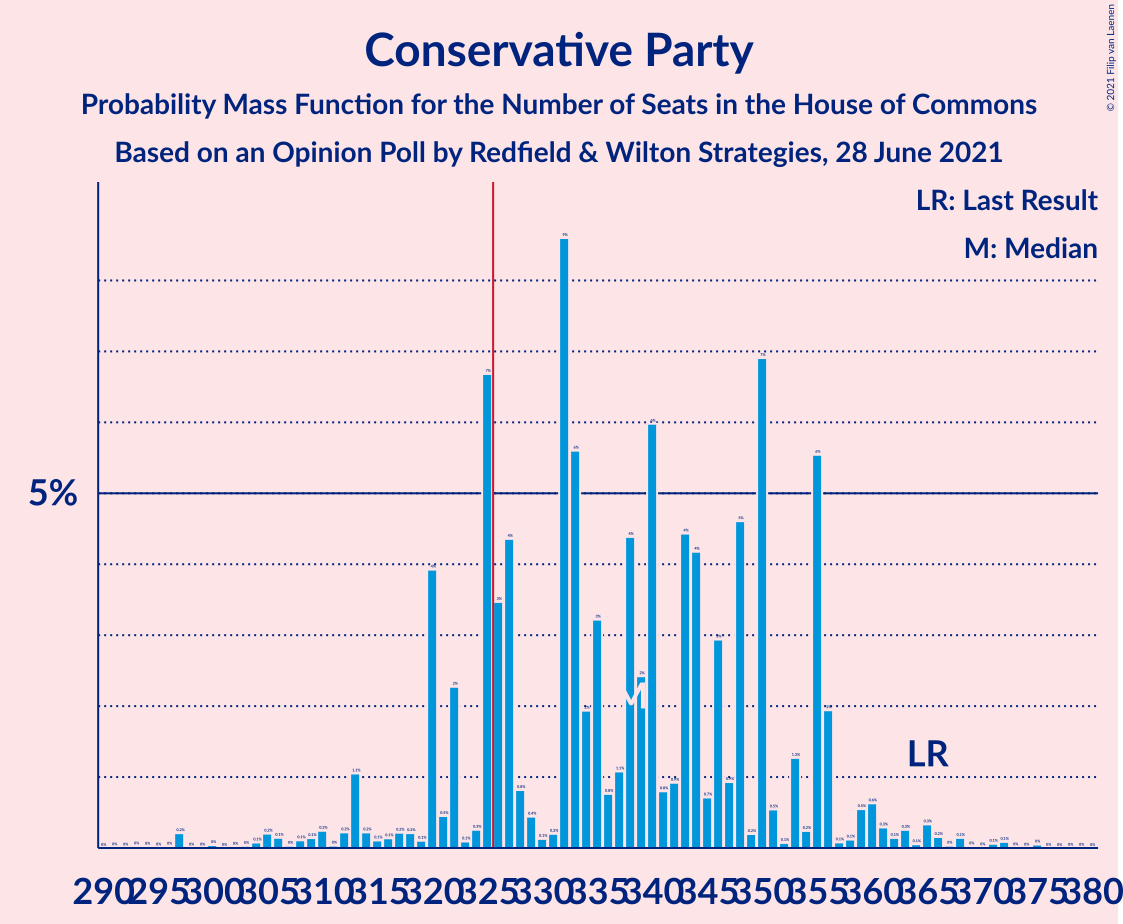 Conservative Party
Probability Mass Function for the Number of Seats in the House of Commons
Based on an Opinion Poll by Redfield & Wilton Strategies, 28 June 2021
© 2021 Filip van Laenen
LR: Last Result
M: Median
5%
M
LR
290 295 300 305 310 315 320 325 330 335 340 345 350 355 360 365 370 375 380